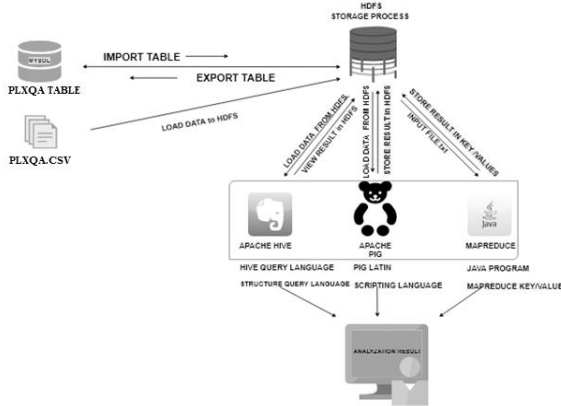 HDFS
STORAGE PROCESS
MYSQL
IMPORT TABLE
EXPORT TABLE
PLXQA TABLE
LOAD DATA to HDFS
PLXQA.CSV
LOAD DATA FROM HDFS
VIEW RESULT in HDFS
LOAD DATA FROM HDFS
STORE RESULT in HDFS
STORE RESULT IN KEY/VALUES
INPUT FILE.txt
Java
APACHE HIVE
APACHE
PIG
MAPREDUCE
HIVE QUERY LANGUAGE
PIG LATIN
JAVA PROGRAM
STRUCTURE QUERY LANGUAGE
SCRIPTING LANGUAGE
MAPREDUCE KEY/VALUE
ANALYZATION RESULT